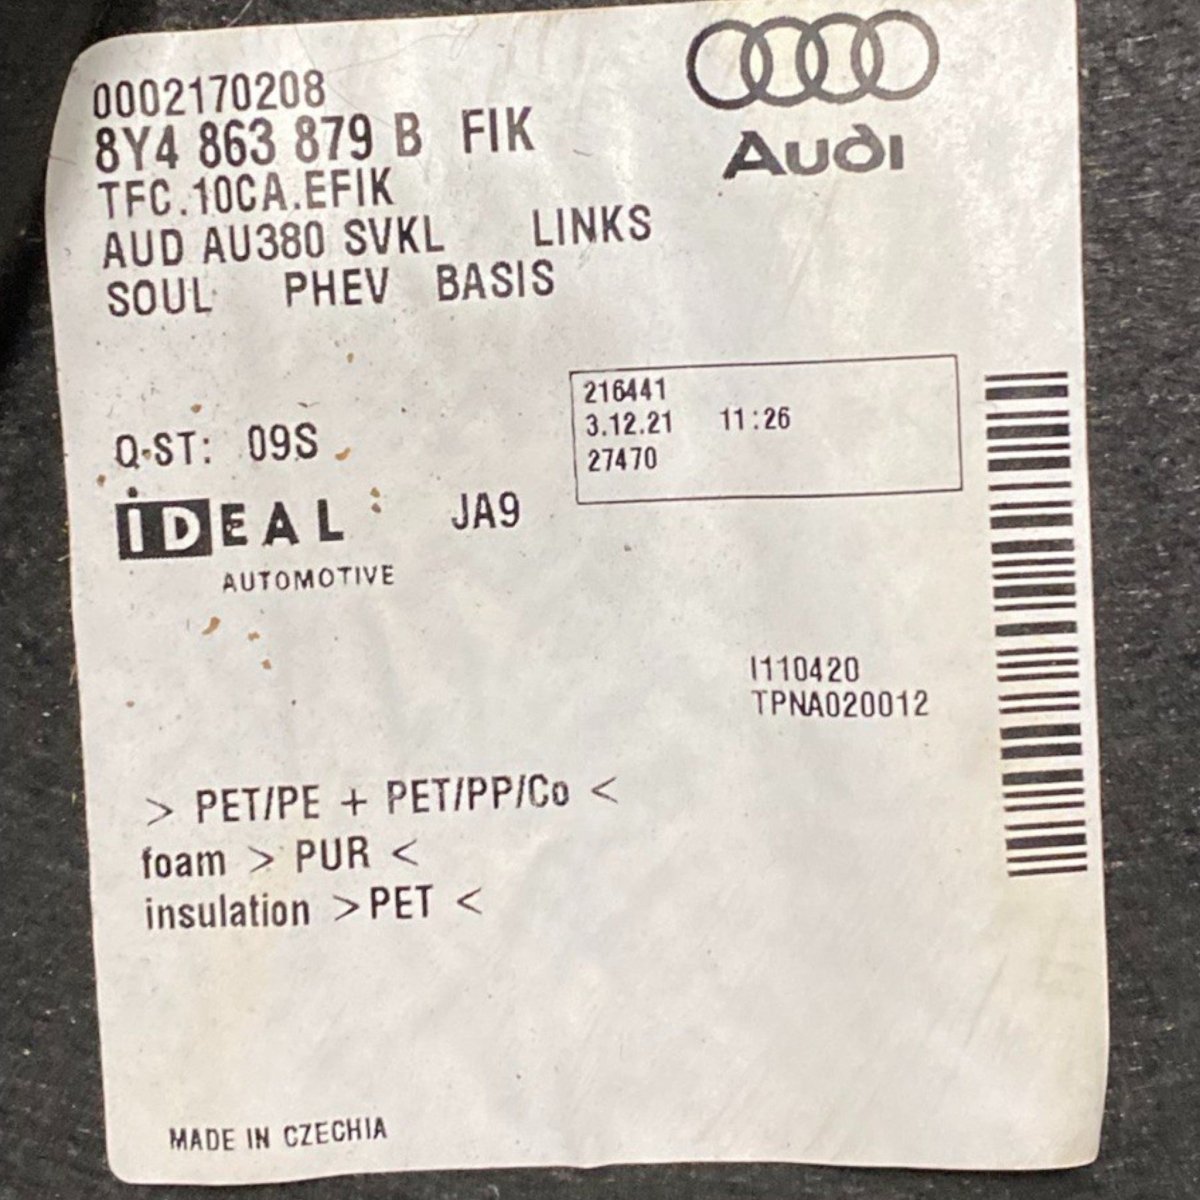 Audi
0002170208
8Y4 863 879 B FIK
TFC.10CA.EFIK
AUD AU380 SVKL LINKS
SOUL PHEV BASIS
216441
3.12.21 11:26
27470
Q-ST: 09S
IDEAL JA9
AUTOMOTIVE
I110420
TPNA020012
> PET/PE + PET/PP/Co <
foam > PUR <
insulation >PET <
MADE IN CZECHIA